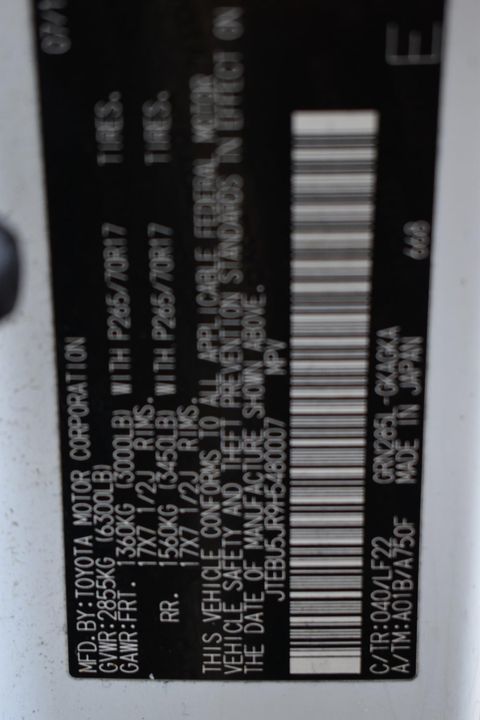 07/1
MFD. BY: TOYOTA MOTOR CORPORATION
GVWR: 2855KG (6300LB)
GAWR: FRT. 1360KG (3000LB) WITH P265/70R17 TIRES.
17X7 1/2J RIMS.
RR. 1560KG (3450LB) WITH P265/70R17 TIRES.
17X7 1/2J RIMS.
THIS VEHICLE CONFORMS TO ALL APPLICABLE FEDERAL MOTOR
VEHICLE SAFETY AND THEFT PREVENTION STANDARDS IN EFFECT ON
THE DATE OF MANUFACTURE SHOWN ABOVE.
JTEBU5JR9H5480007 MPV
C/TR: 040/LF22 GRN285L-GKAGKA 668
A/TM: A01B/A750F MADE IN JAPAN
E